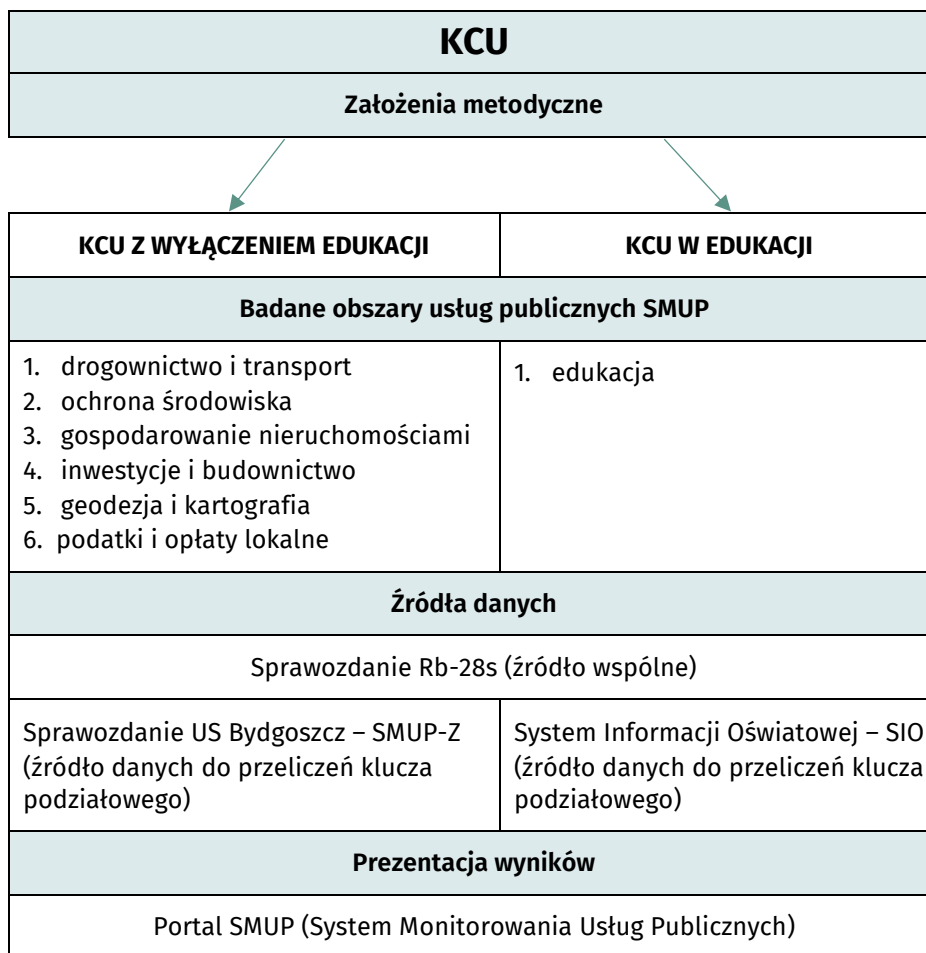 KCU
Założenia metodyczne
KCU Z WYŁĄCZENIEM EDUKACJI
KCU W EDUKACJI
Badane obszary usług publicznych SMUP
1. drogownictwo i transport
2. ochrona środowiska
3. gospodarowanie nieruchomościami
4. inwestycje i budownictwo
5. geodezja i kartografia
6. podatki i opłaty lokalne
1. edukacja
Źródła danych
Sprawozdanie Rb-28s (źródło wspólne)
Sprawozdanie US Bydgoszcz – SMUP-Z
(źródło danych do przeliczeń klucza
podziałowego)
System Informacji Oświatowej – SIO
(źródło danych do przeliczeń klucza
podziałowego)
Prezentacja wyników
Portal SMUP (System Monitorowania Usług Publicznych)